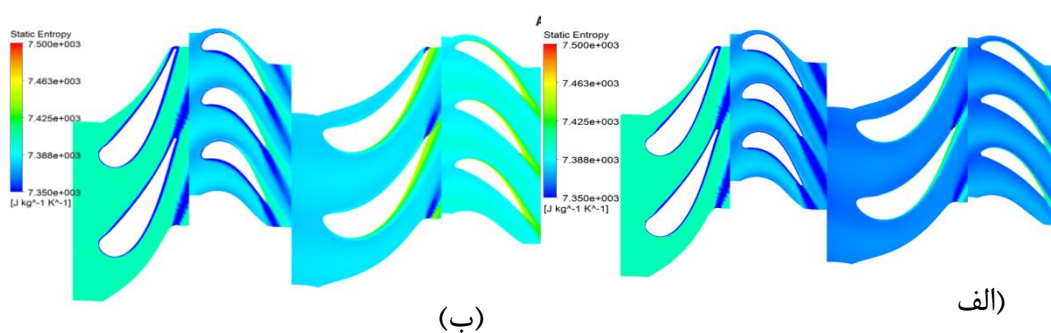 Static Entropy
7.500e+003
7.463e+003
7.425e+003
7.388e+003
7.350e+003
[J kg^-1 K^-1]
(ب)
Static Entropy
7.500e+003
7.463e+003
7.425e+003
7.388e+003
7.350e+003
[J kg^-1 K^-1]
الف)